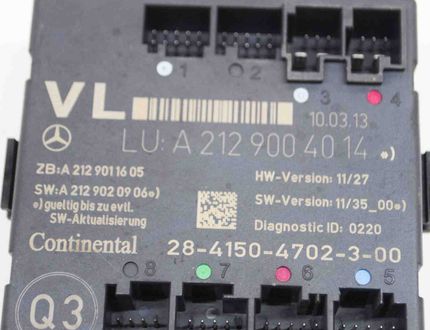 1 2 3 4
VL
10.03.13
LU: A 212 900 40 14 *)
ZB:A 212 901 16 05
HW-Version: 11/27
SW:A 212 902 09 06*)
SW-Version: 11/35_00*)
*) gueltig bis zu evtl.
SW-Aktualisierung
Diagnostic ID: 0220
Continental 28-4150-4702-3-00
8 7 6 5
Q3